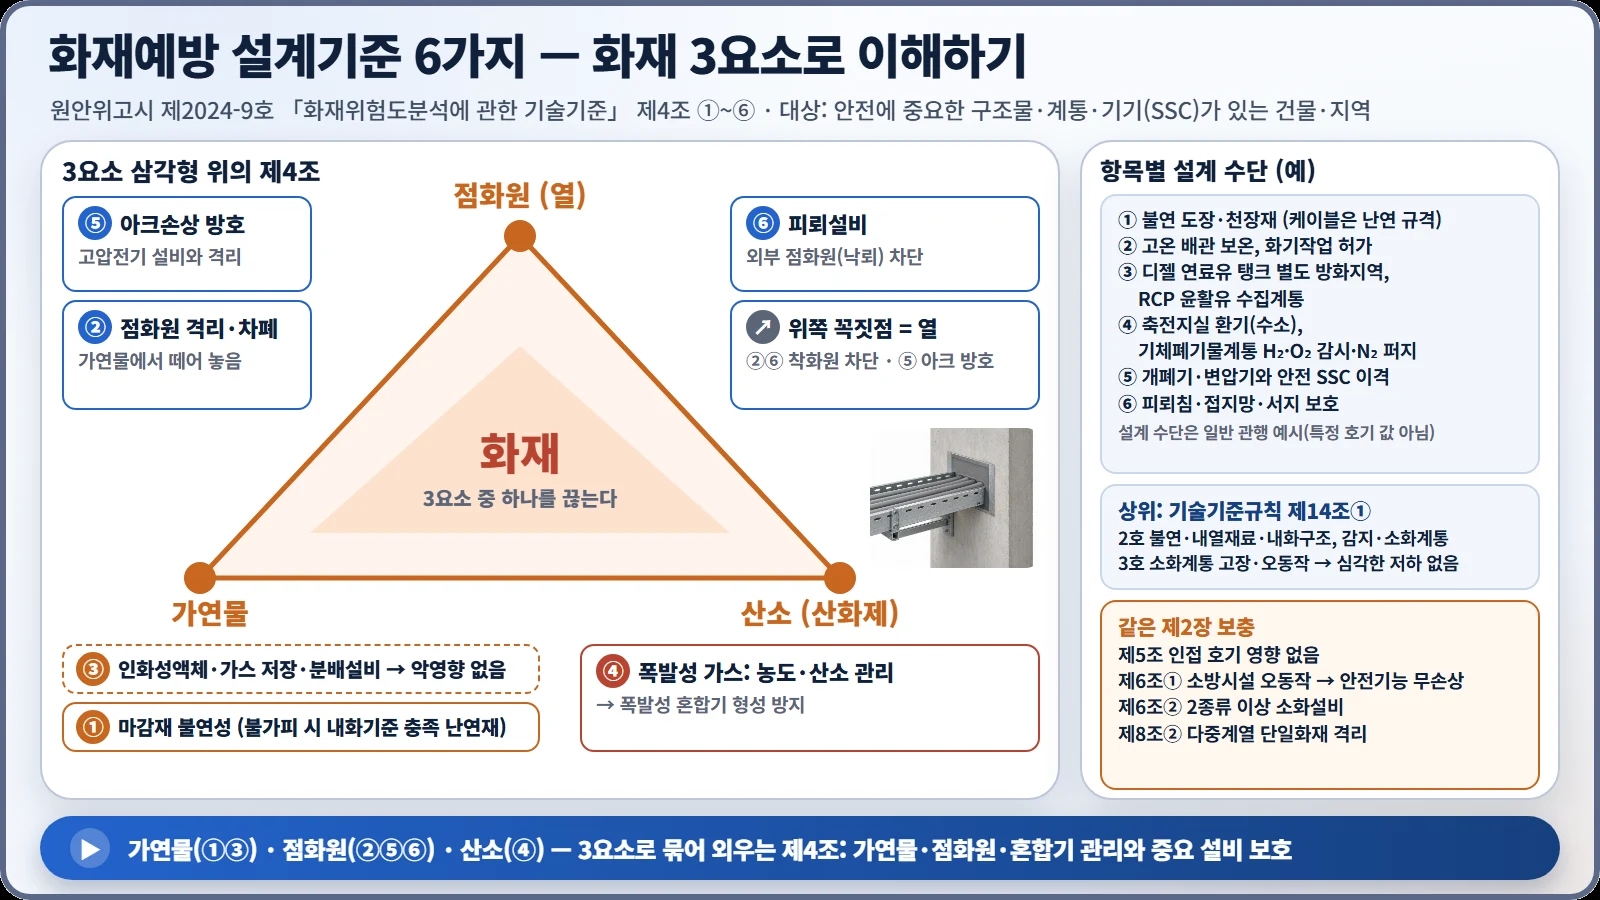 화재예방 설계기준 6가지 — 화재 3요소로 이해하기
원안위고시 제2024-9호 「화재위험도분석에 관한 기술기준」 제4조 ①~⑥ · 대상: 안전에 중요한 구조물·계통·기기(SSC)가 있는 건물·지역
3요소 삼각형 위의 제4조
점화원 (열)
⑤ 아크손상 방호
고압전기 설비와 격리
⑥ 피뢰설비
외부 점화원(낙뢰) 차단
② 점화원 격리·차폐
가연물에서 떼어 놓음
↗ 위쪽 꼭짓점 = 열
②⑥ 착화원 차단 · ⑤ 아크 방호
화재
3요소 중 하나를 끊는다
가연물
산소 (산화제)
③ 인화성액체·가스 저장·분배설비 → 악영향 없음
① 마감재 불연성 (불가피 시 내화기준 충족 난연재)
④ 폭발성 가스: 농도·산소 관리
→ 폭발성 혼합기 형성 방지
항목별 설계 수단 (예)
① 불연 도장·천장재 (케이블은 난연 규격)
② 고온 배관 보온, 화기작업 허가
③ 디젤 연료유 탱크 별도 방화지역,
RCP 윤활유 수집계통
④ 축전지실 환기(수소),
기체폐기물계통 H₂·O₂ 감시·N₂ 퍼지
⑤ 개폐기·변압기와 안전 SSC 이격
⑥ 피뢰침·접지망·서지 보호
설계 수단은 일반 관행 예시(특정 호기 값 아님)
상위: 기술기준규칙 제14조①
2호 불연·내열재료·내화구조, 감지·소화계통
3호 소화계통 고장·오동작 → 심각한 저하 없음
같은 제2장 보충
제5조 인접 호기 영향 없음
제6조① 소방시설 오동작 → 안전기능 무손상
제6조② 2종류 이상 소화설비
제8조② 다중계열 단일화재 격리
▶ 가연물(①③) · 점화원(②⑤⑥) · 산소(④) — 3요소로 묶어 외우는 제4조: 가연물·점화원·혼합기 관리와 중요 설비 보호